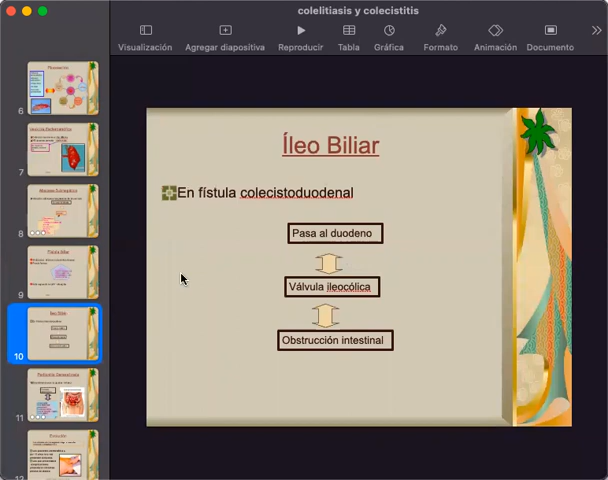 colelitiasis y colecistitis
Visualización
Agregar diapositiva
Reproducir
Tabla
Gráfica
Formato
Animación
Documento
6
7
8
9
10
11
Íleo Biliar
En fístula colecistoduodenal
Pasa al duodeno
Válvula ileocólica
Obstrucción intestinal